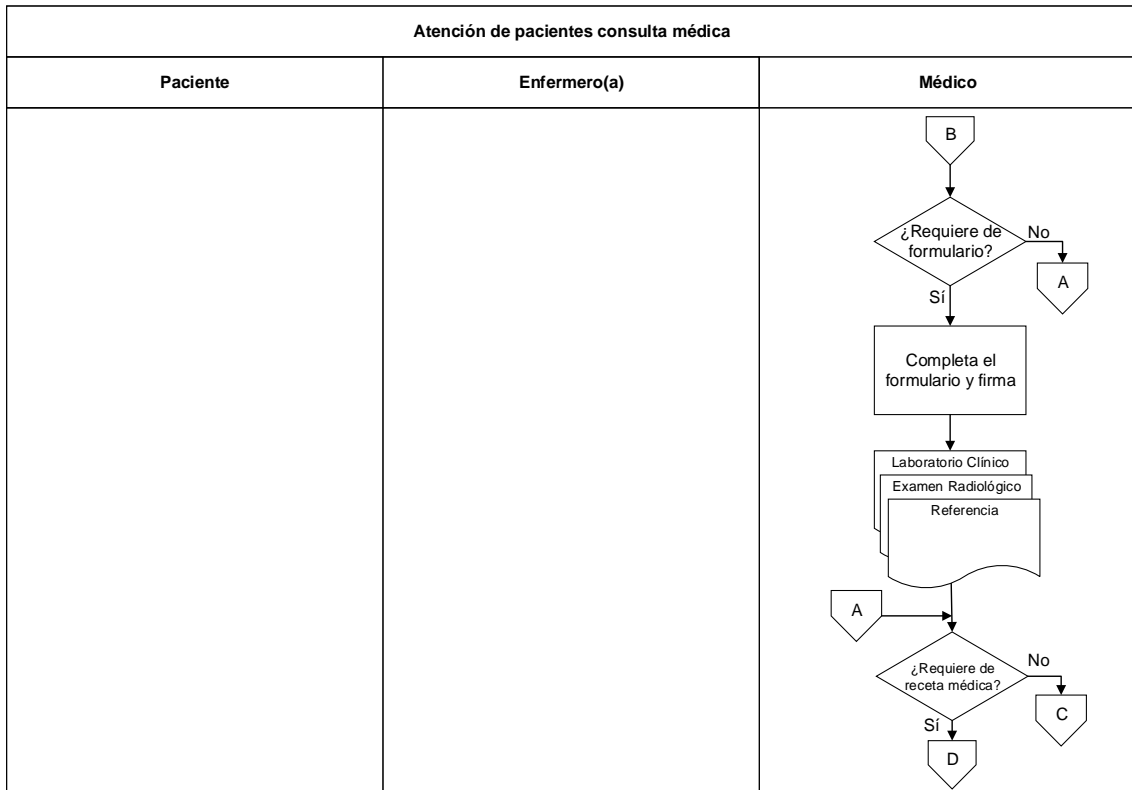 Atención de pacientes consulta médica
Paciente
Enfermero(a)
Médico
B
¿Requiere de
formulario?
No
A
Sí
Completa el
formulario y firma
Laboratorio Clínico
Examen Radiológico
Referencia
A
¿Requiere de
receta médica?
No
C
Sí
D